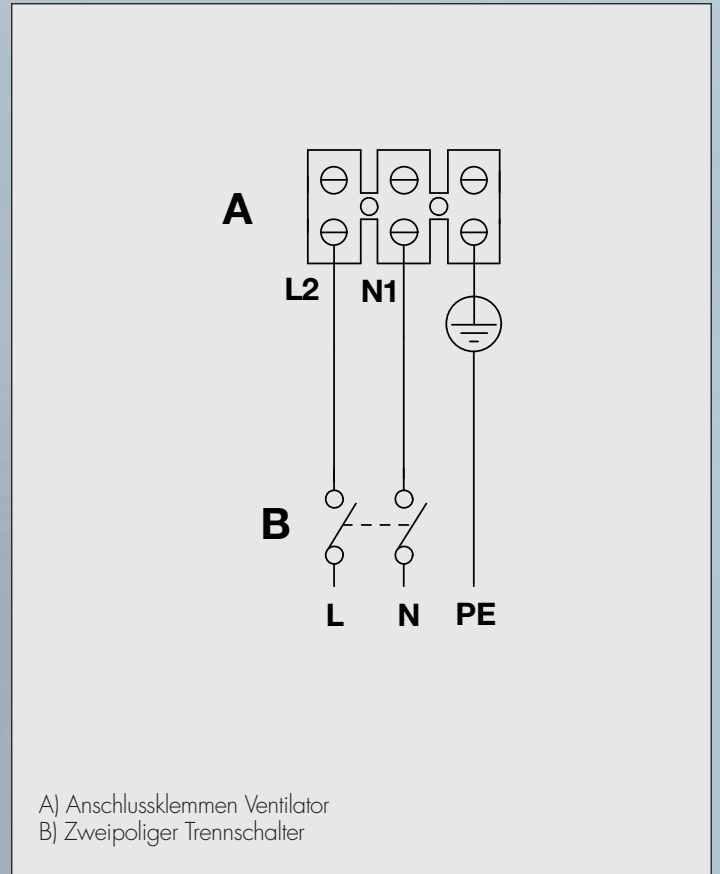 A
L2 N1
B
L N PE
A) Anschlussklemmen Ventilator
B) Zweipoliger Trennschalter